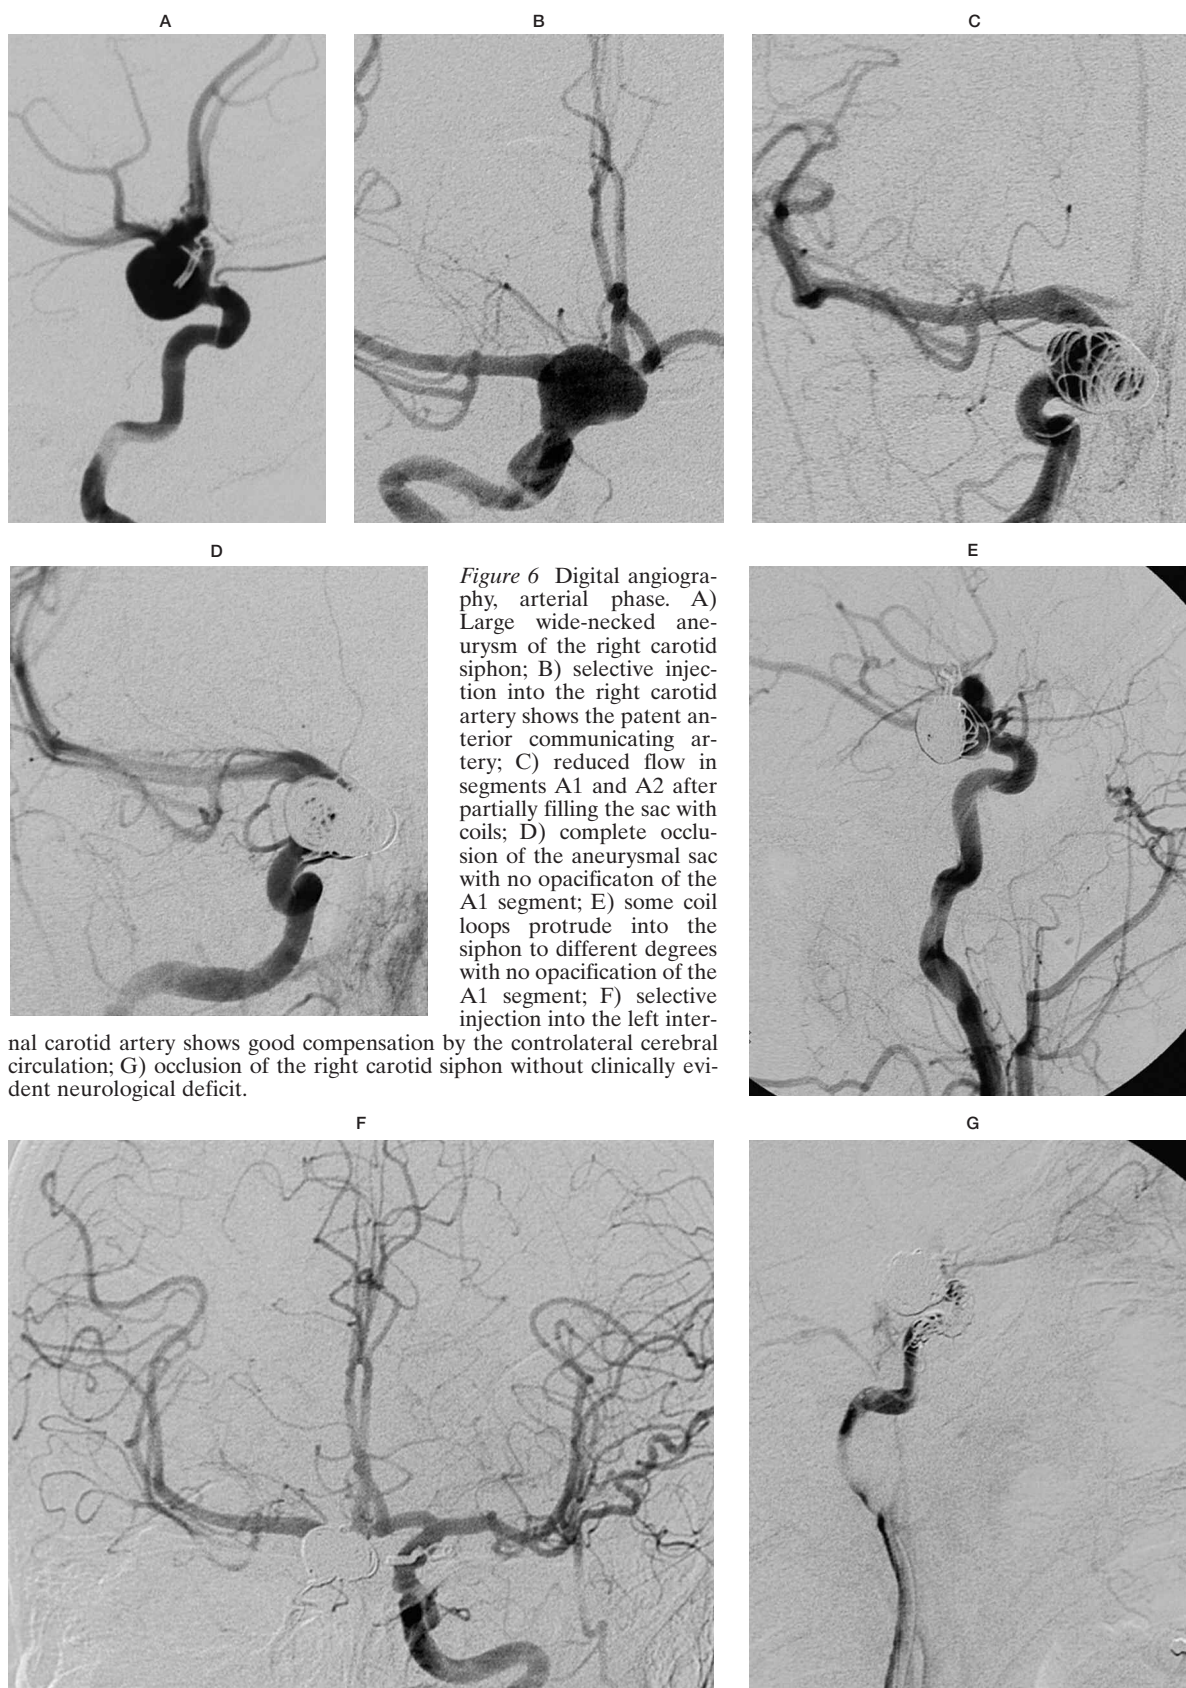 A
B
C
D
Figure 6 Digital angiogra-
phy, arterial phase. A)
Large wide-necked ane-
urysm of the right carotid
siphon; B) selective injec-
tion into the right carotid
artery shows the patent an-
terior communicating ar-
tery; C) reduced flow in
segments A1 and A2 after
partially filling the sac with
coils; D) complete occlu-
sion of the aneurysmal sac
with no opacificaton of the
A1 segment; E) some coil
loops protrude into the
siphon to different degrees
with no opacification of the
A1 segment; F) selective
injection into the left inter-
nal carotid artery shows good compensation by the controlateral cerebral
circulation; G) occlusion of the right carotid siphon without clinically evi-
dent neurological deficit.
E
F
G